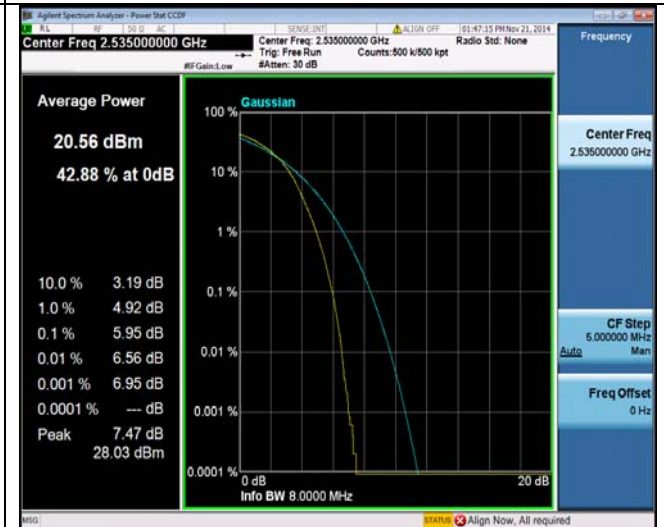 Agilent Spectrum Analyzer - Power Stat CCDF
RL RF 50 Ω AC SENSE:INT ALIGN OFF 01:47:15 PM Nov 21, 2014
Center Freq 2.535000000 GHz
Center Freq: 2.535000000 GHz Radio Std: None
Trig: Free Run Counts:500 k/500 kpt
#IFGain:Low #Atten: 30 dB
Frequency
Average Power
20.56 dBm
42.88 % at 0dB
10.0 % 3.19 dB
1.0 % 4.92 dB
0.1 % 5.95 dB
0.01 % 6.56 dB
0.001 % 6.95 dB
0.0001 % --- dB
Peak 7.47 dB
28.03 dBm
Gaussian
100 %
10 %
1 %
0.1 %
0.01 %
0.001 %
0.0001 %
0 dB 20 dB
Info BW 8.0000 MHz
Center Freq
2.535000000 GHz
CF Step
5.000000 MHz
Auto Man
Freq Offset
0 Hz
MSG STATUS Align Now, All required